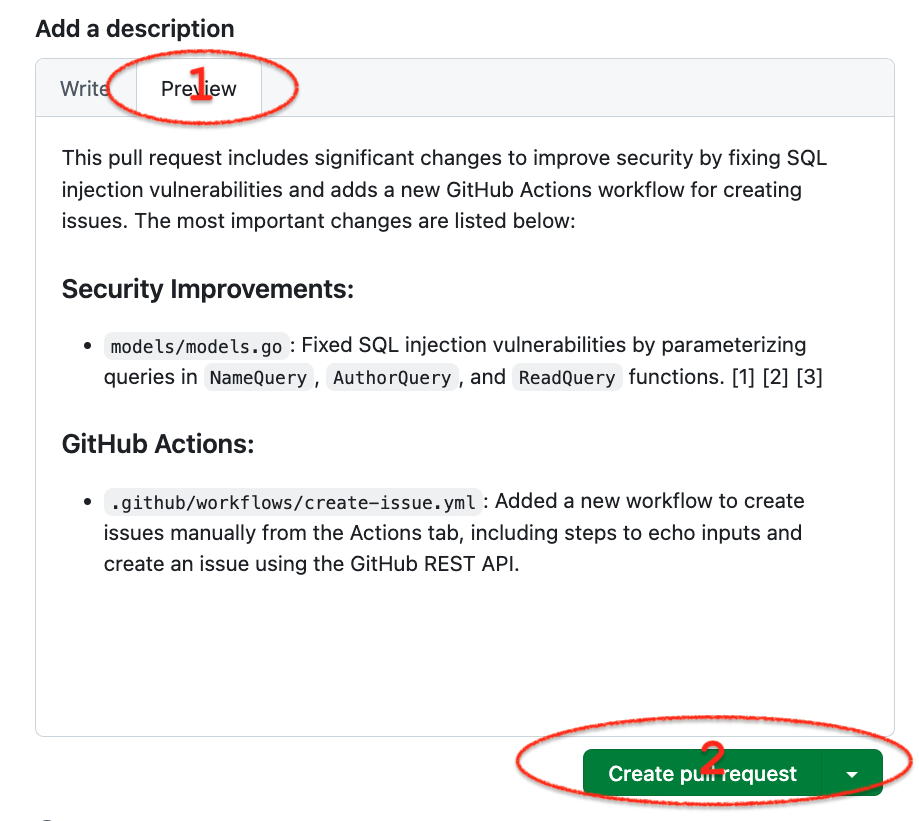 Add a description
Write
Preview
1
This pull request includes significant changes to improve security by fixing SQL
injection vulnerabilities and adds a new GitHub Actions workflow for creating
issues. The most important changes are listed below:
Security Improvements:
• models/models.go: Fixed SQL injection vulnerabilities by parameterizing
queries in NameQuery, AuthorQuery, and ReadQuery functions. [1] [2] [3]
GitHub Actions:
• .github/workflows/create-issue.yml: Added a new workflow to create
issues manually from the Actions tab, including steps to echo inputs and
create an issue using the GitHub REST API.
2
Create pull request